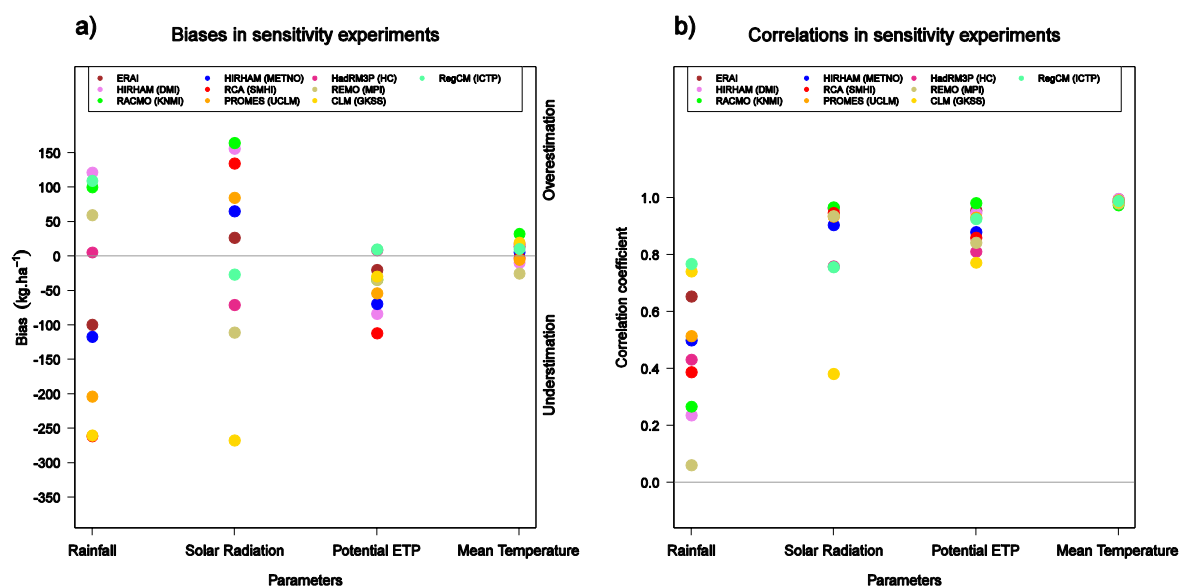 a)
Biases in sensitivity experiments
ERAI
HIRHAM (DMI)
RACMO (KNMI)
HIRHAM (METNO)
RCA (SMHI)
PROMES (UCLM)
HadRM3P (HC)
REMO (MPI)
CLM (GKSS)
RegCM (ICTP)
Overestimation
Understimation
Bias (kg.ha⁻¹)
150
100
50
0
-50
-100
-150
-200
-250
-300
-350
Rainfall
Solar Radiation
Potential ETP
Mean Temperature
Parameters
b)
Correlations in sensitivity experiments
ERAI
HIRHAM (DMI)
RACMO (KNMI)
HIRHAM (METNO)
RCA (SMHI)
PROMES (UCLM)
HadRM3P (HC)
REMO (MPI)
CLM (GKSS)
RegCM (ICTP)
Correlation coefficient
1.0
0.8
0.6
0.4
0.2
0.0
Rainfall
Solar Radiation
Potential ETP
Mean Temperature
Parameters